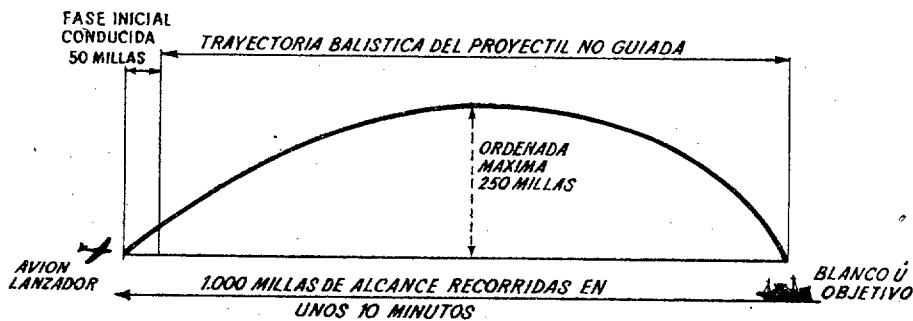 FASE INICIAL
CONDUCIDA
50 MILLAS
TRAYECTORIA BALISTICA DEL PROYECTIL NO GUIADA
ORDENADA
MAXIMA
250 MILLAS
AVION
LANZADOR
1.000 MILLAS DE ALCANCE RECORRIDAS EN
UNOS 10 MINUTOS
BLANCO Ú
OBJETIVO